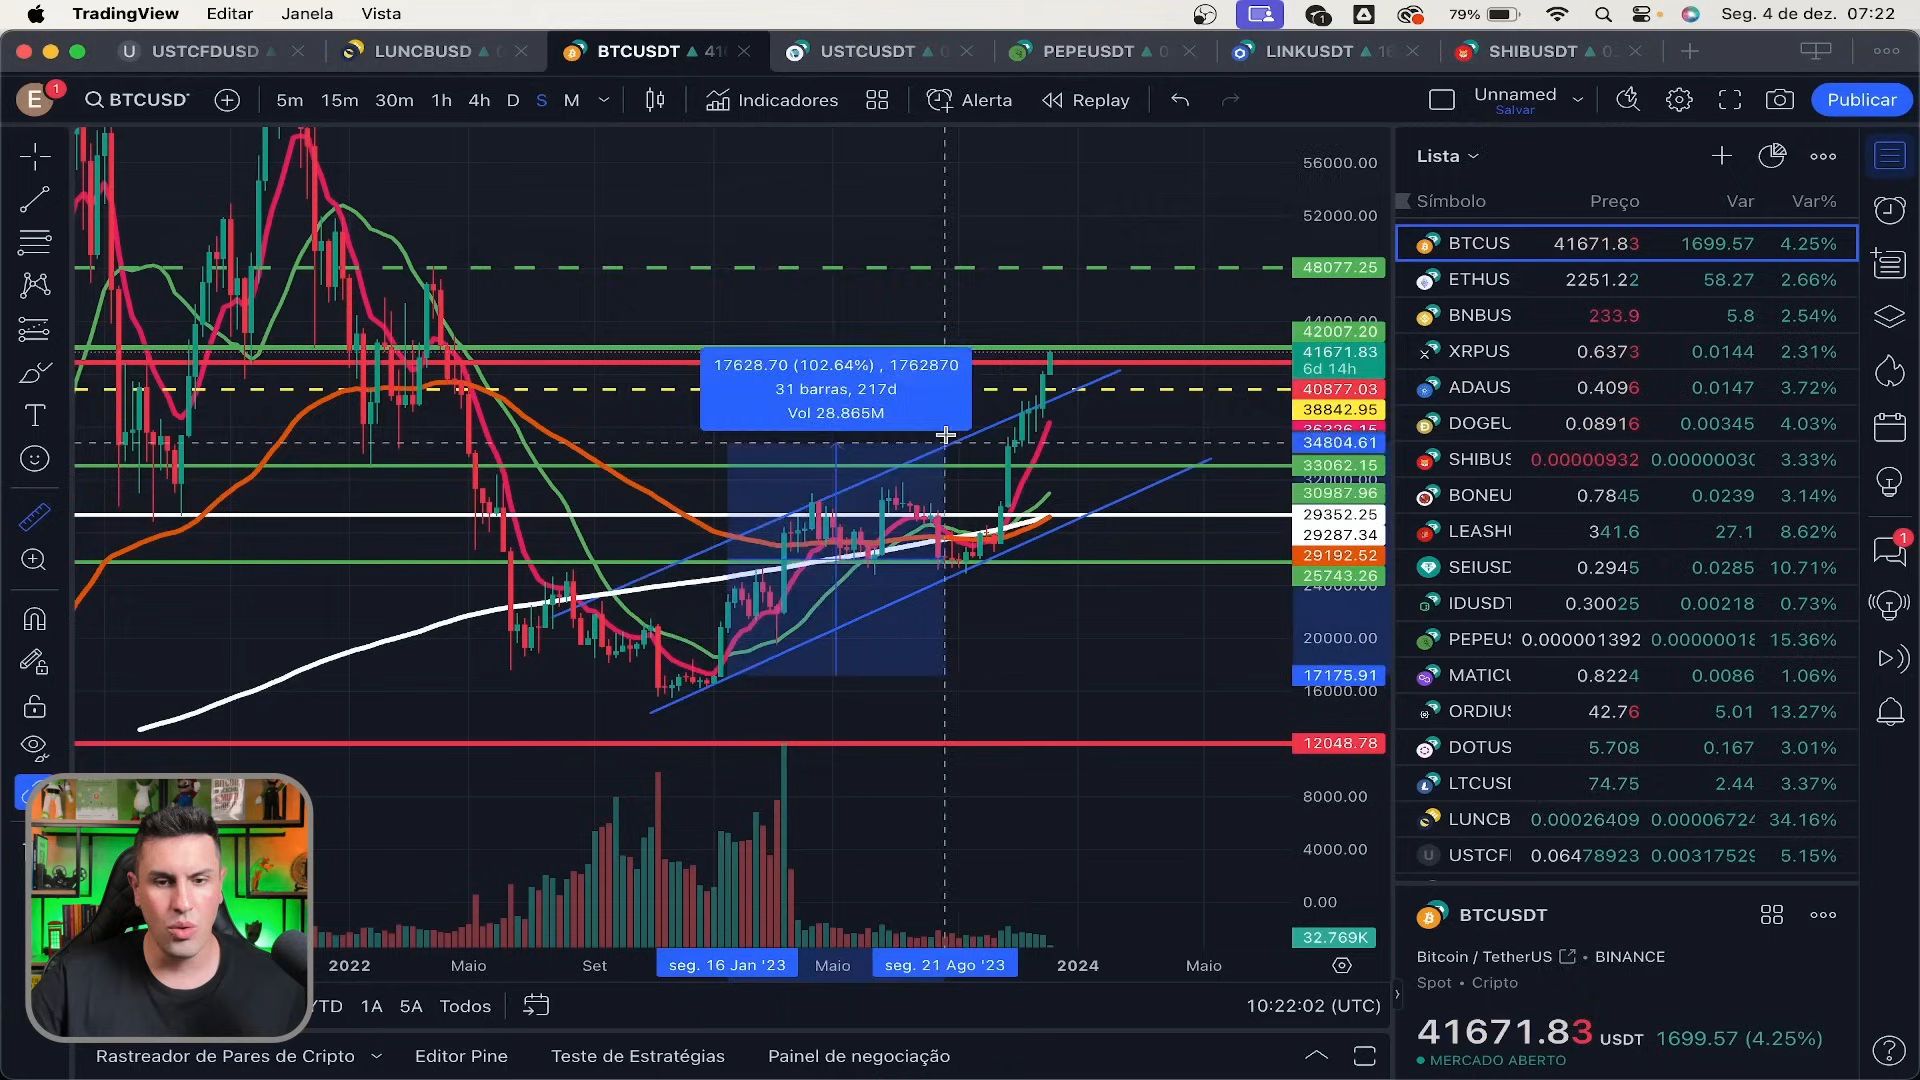 TradingView Editar Janela Vista
79% Seg. 4 de dez. 07:22
U USTCFDUSD
LUNCBUSD
BTCUSDT 41
USTCUSDT 0
PEPEUSDT 0
LINKUSDT 16
SHIBUSDT 0
E 1
BTCUSD
5m 15m 30m 1h 4h D S M
Indicadores
Alerta
Replay
Unnamed
Salvar
Publicar
56000.00
52000.00
48077.25
44000.00
42007.20
41671.83
6d 14h
40877.03
38842.95
36326.15
34804.61
33062.15
32000.00
30987.96
29352.25
29287.34
29192.52
25743.26
24000.00
20000.00
17175.91
16000.00
12048.78
8000.00
4000.00
0.00
32.769K
17628.70 (102.64%) , 1762870
31 barras, 217d
Vol 28.865M
2022 Maio Set seg. 16 Jan '23 Maio seg. 21 Ago '23 2024 Maio
YTD 1A 5A Todos
10:22:02 (UTC)
Rastreador de Pares de Cripto Editor Pine Teste de Estratégias Painel de negociação
Lista
Símbolo Preço Var Var%
BTCUS 41671.83 1699.57 4.25%
ETHUS 2251.22 58.27 2.66%
BNBUS 233.9 5.8 2.54%
XRPUS 0.6373 0.0144 2.31%
ADAUS 0.4096 0.0147 3.72%
DOGEU 0.08916 0.00345 4.03%
SHIBUS 0.00000932 0.00000030 3.33%
BONEU 0.7845 0.0239 3.14%
LEASHI 341.6 27.1 8.62%
SEIUSD 0.2945 0.0285 10.71%
IDUSDT 0.30025 0.00218 0.73%
PEPEUS 0.000001392 0.00000018 15.36%
MATICU 0.8224 0.0086 1.06%
ORDIUS 42.76 5.01 13.27%
DOTUS 5.708 0.167 3.01%
LTCUSI 74.75 2.44 3.37%
LUNCB 0.00026409 0.00006724 34.16%
U USTCFI 0.06478923 0.00317529 5.15%
BTCUSDT
Bitcoin / TetherUS • BINANCE
Spot • Cripto
41671.83 USDT 1699.57 (4.25%)
MERCADO ABERTO
1